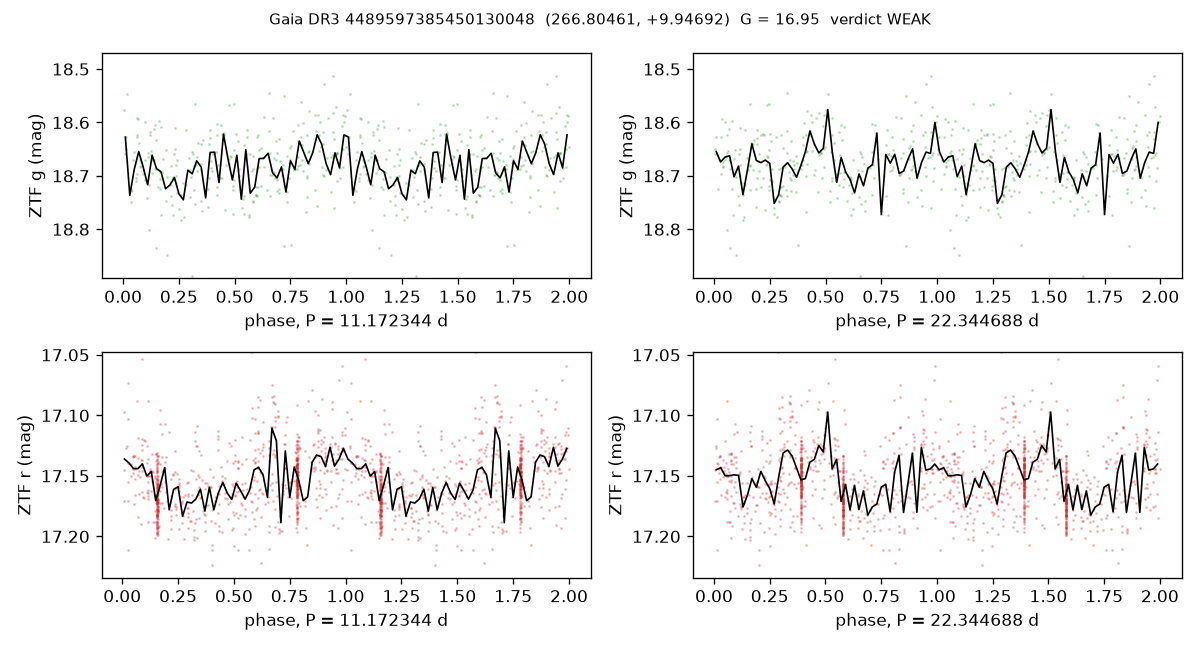 Gaia DR3 4489597385450130048 (266.80461, +9.94692) G = 16.95 verdict WEAK
ZTF g (mag)
18.5
18.6
18.7
18.8
0.00 0.25 0.50 0.75 1.00 1.25 1.50 1.75 2.00
phase, P = 11.172344 d
ZTF g (mag)
18.5
18.6
18.7
18.8
0.00 0.25 0.50 0.75 1.00 1.25 1.50 1.75 2.00
phase, P = 22.344688 d
ZTF r (mag)
17.05
17.10
17.15
17.20
0.00 0.25 0.50 0.75 1.00 1.25 1.50 1.75 2.00
phase, P = 11.172344 d
ZTF r (mag)
17.05
17.10
17.15
17.20
0.00 0.25 0.50 0.75 1.00 1.25 1.50 1.75 2.00
phase, P = 22.344688 d